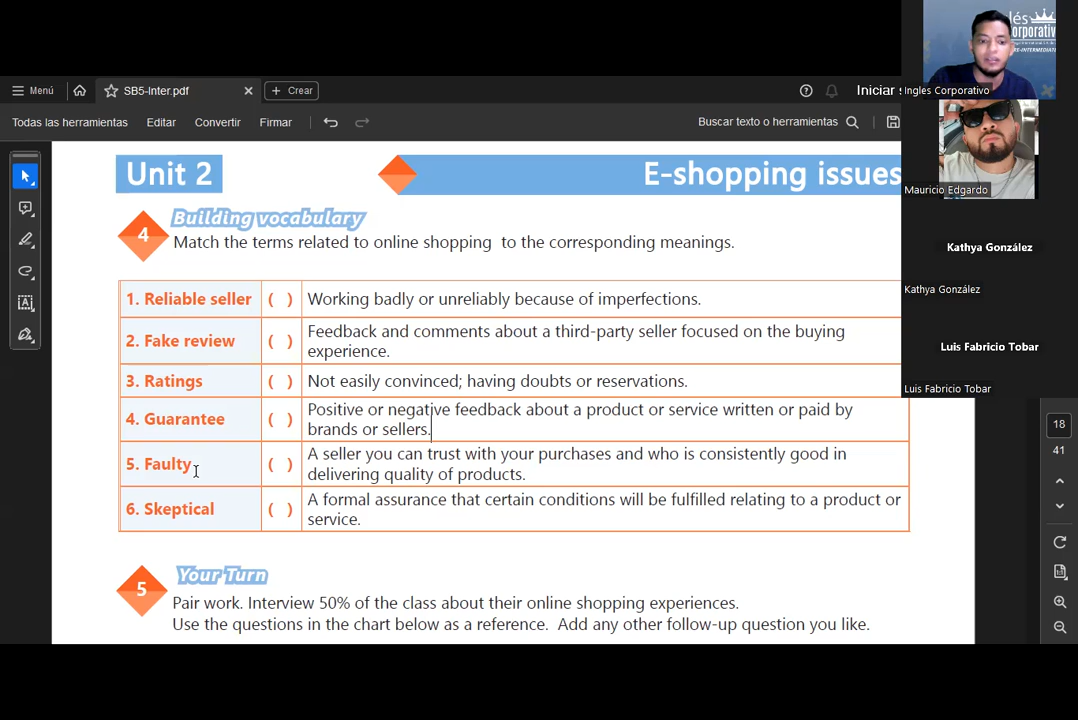 Menú
SB5-Inter.pdf
Crear
Iniciar s
Todas las herramientas
Editar
Convertir
Firmar
Buscar texto o herramientas
Unit 2
E-shopping issues
4
Building vocabulary
Match the terms related to online shopping to the corresponding meanings.
1. Reliable seller ( ) Working badly or unreliably because of imperfections.
2. Fake review ( ) Feedback and comments about a third-party seller focused on the buying
experience.
3. Ratings ( ) Not easily convinced; having doubts or reservations.
4. Guarantee ( ) Positive or negative feedback about a product or service written or paid by
brands or sellers.
5. Faulty ( ) A seller you can trust with your purchases and who is consistently good in
delivering quality of products.
6. Skeptical ( ) A formal assurance that certain conditions will be fulfilled relating to a product or
service.
5
Your Turn
Pair work. Interview 50% of the class about their online shopping experiences.
Use the questions in the chart below as a reference. Add any other follow-up question you like.
Ingles Corporativo
Mauricio Edgardo
Kathya González
Kathya González
Luis Fabricio Tobar
Luis Fabricio Tobar
18
41